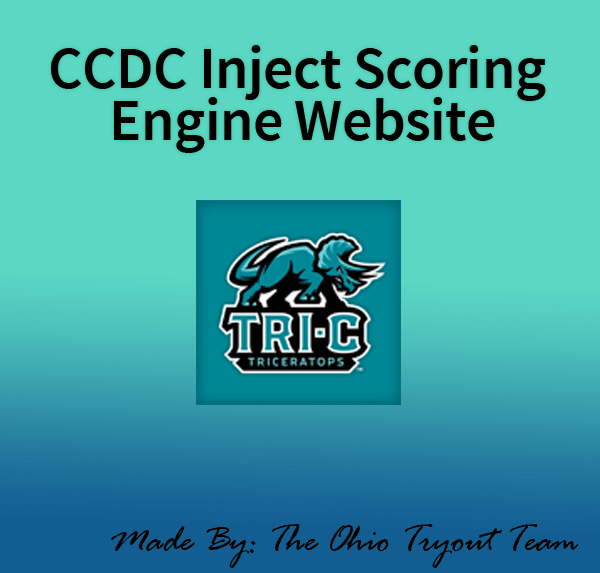 CCDC Inject Scoring
Engine Website
TRI-C
TRICERATOPS
Made By: The Ohio Tryout Team